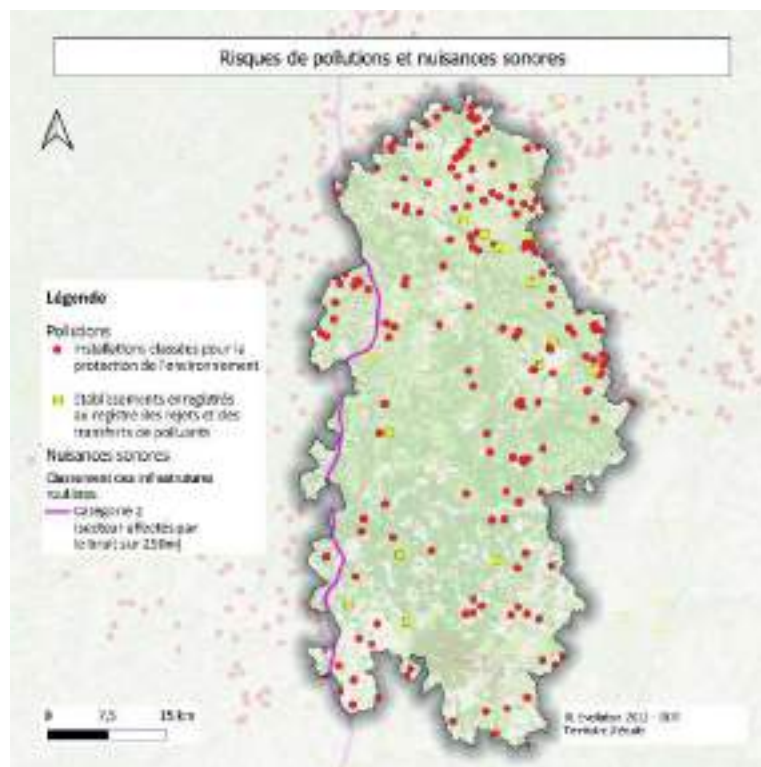 Risques de pollutions et nuisances sonores
Légende
Pollutions
Installations classées pour la
protection de l'environnement
Etablissements enregistrés
au registre des rejets et des
transferts de polluants
Nuisances sonores
Classement des infrastrutures
routières
Catégorie 2
(secteur affectés par
le bruit sur 250m)
0 7,5 15 km
Territoire d'étude